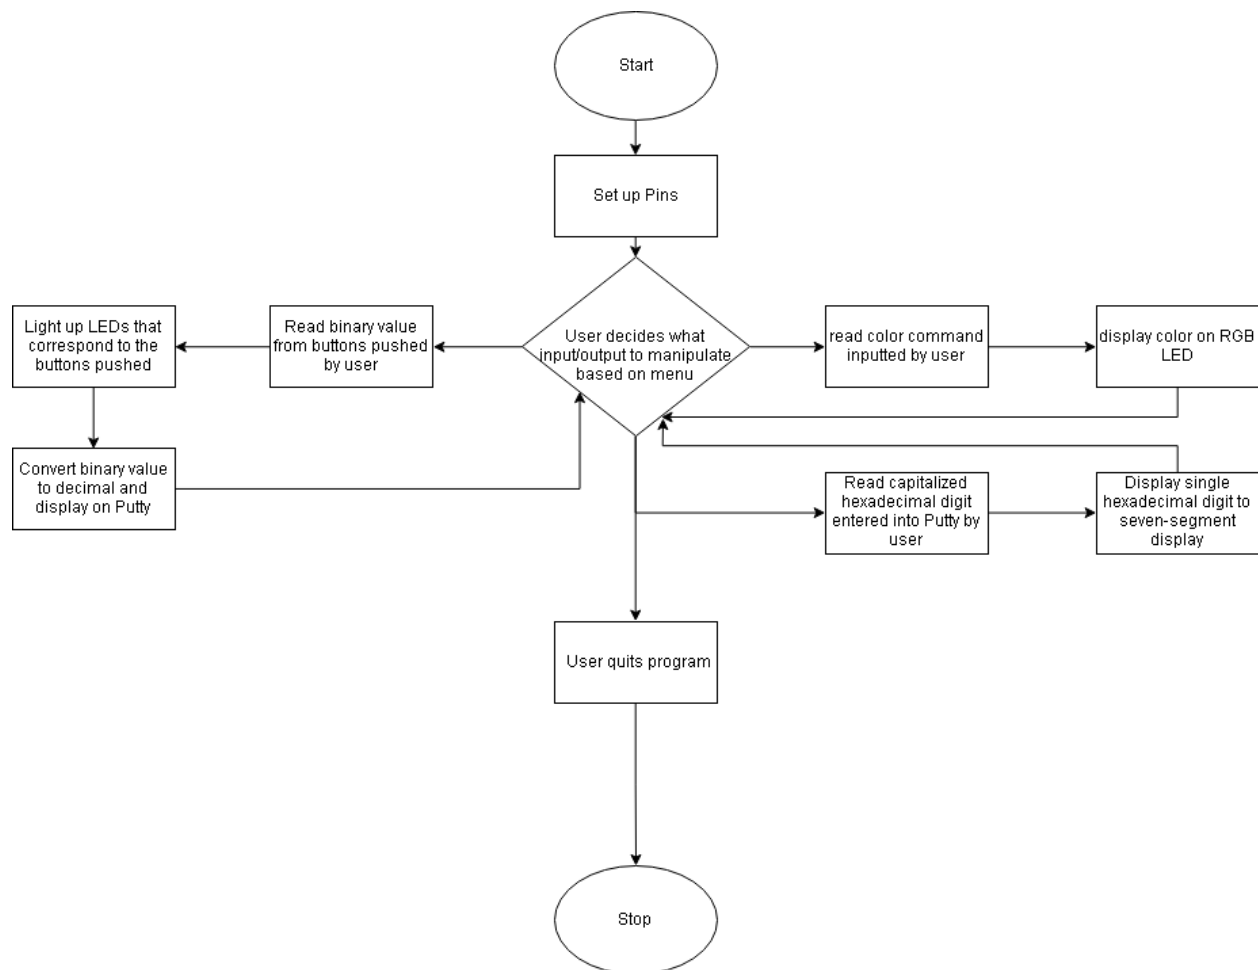 Start
Set up Pins
User decides what
input/output to manipulate
based on menu
Read binary value
from buttons pushed
by user
Light up LEDs that
correspond to the
buttons pushed
Convert binary value
to decimal and
display on Putty
read color command
inputted by user
display color on RGB
LED
Read capitalized
hexadecimal digit
entered into Putty by
user
Display single
hexadecimal digit to
seven-segment
display
User quits program
Stop